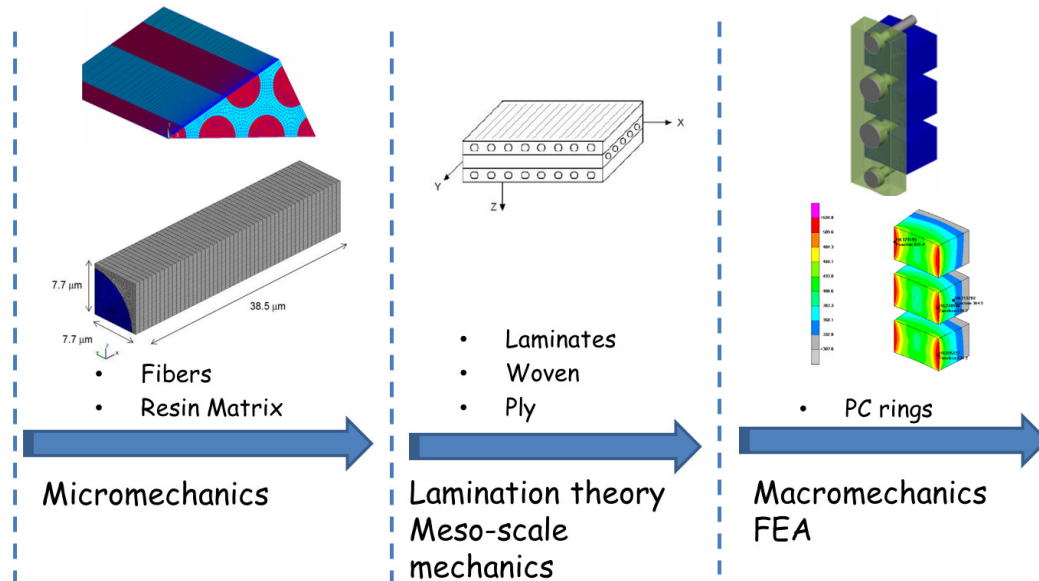 7.7 μm
38.5 μm
7.7 μm
• Fibers
• Resin Matrix
Micromechanics
X
Y
Z
• Laminates
• Woven
• Ply
Lamination theory
Meso-scale
mechanics
• PC rings
Macromechanics
FEA